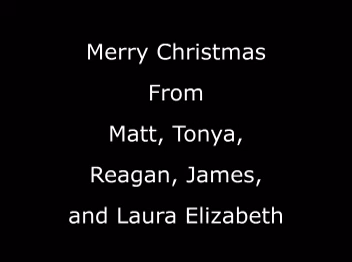 Merry Christmas
From
Matt, Tonya,
Reagan, James,
and Laura Elizabeth